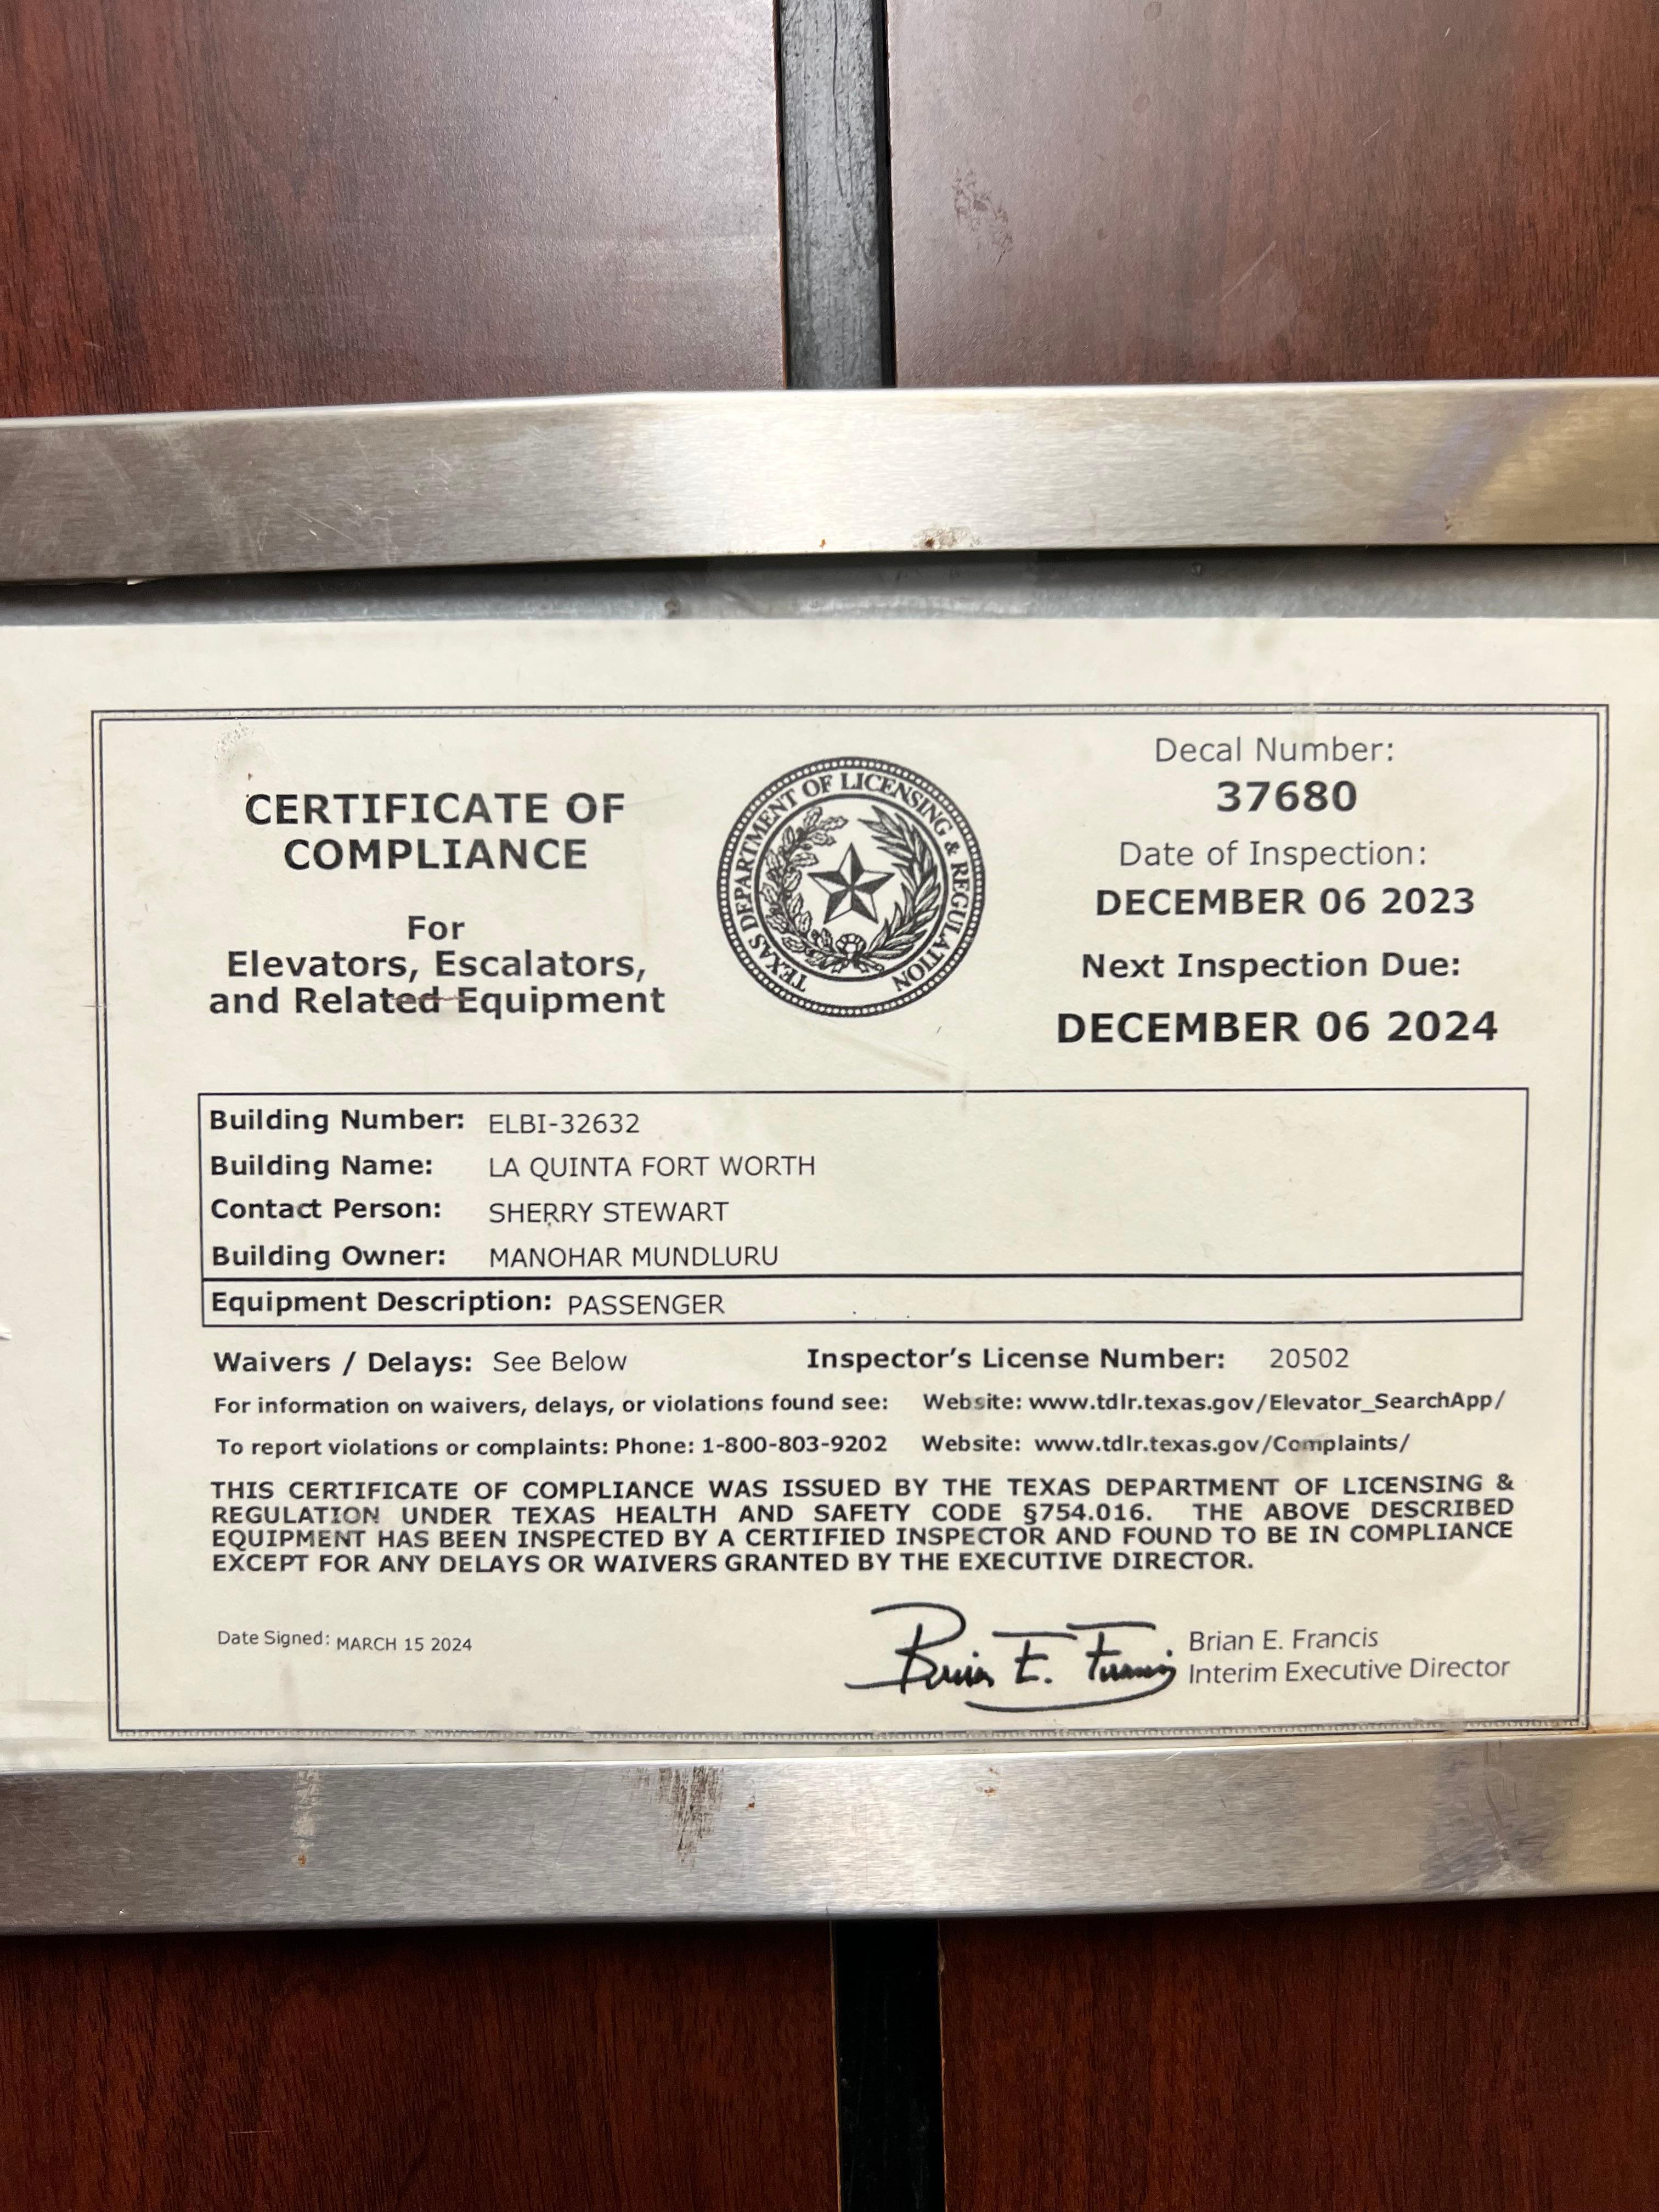 CERTIFICATE OF
COMPLIANCE
For
Elevators, Escalators,
and Related Equipment
TEXAS DEPARTMENT OF LICENSING & REGULATION
Decal Number:
37680
Date of Inspection:
DECEMBER 06 2023
Next Inspection Due:
DECEMBER 06 2024
Building Number: ELBI-32632
Building Name: LA QUINTA FORT WORTH
Contact Person: SHERRY STEWART
Building Owner: MANOHAR MUNDLURU
Equipment Description: PASSENGER
Waivers / Delays: See Below Inspector's License Number: 20502
For information on waivers, delays, or violations found see: Website: www.tdlr.texas.gov/Elevator_SearchApp/
To report violations or complaints: Phone: 1-800-803-9202 Website: www.tdlr.texas.gov/Complaints/
THIS CERTIFICATE OF COMPLIANCE WAS ISSUED BY THE TEXAS DEPARTMENT OF LICENSING &
REGULATION UNDER TEXAS HEALTH AND SAFETY CODE §754.016. THE ABOVE DESCRIBED
EQUIPMENT HAS BEEN INSPECTED BY A CERTIFIED INSPECTOR AND FOUND TO BE IN COMPLIANCE
EXCEPT FOR ANY DELAYS OR WAIVERS GRANTED BY THE EXECUTIVE DIRECTOR.
Date Signed: MARCH 15 2024
Brian E. Francis
Brian E. Francis
Interim Executive Director